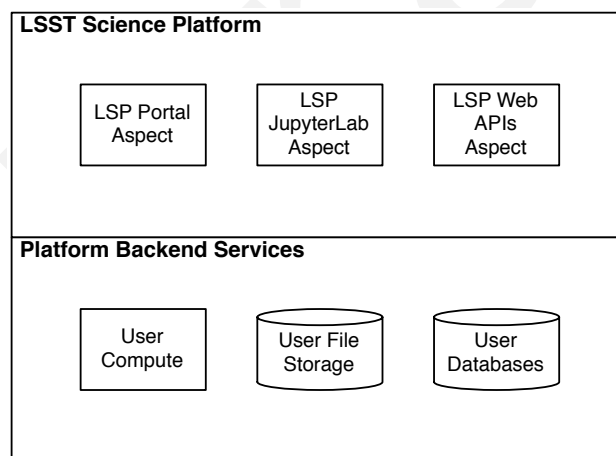 LSST Science Platform
LSP Portal
Aspect
LSP
JupyterLab
Aspect
LSP Web
APIs
Aspect
Platform Backend Services
User
Compute
User File
Storage
User
Databases